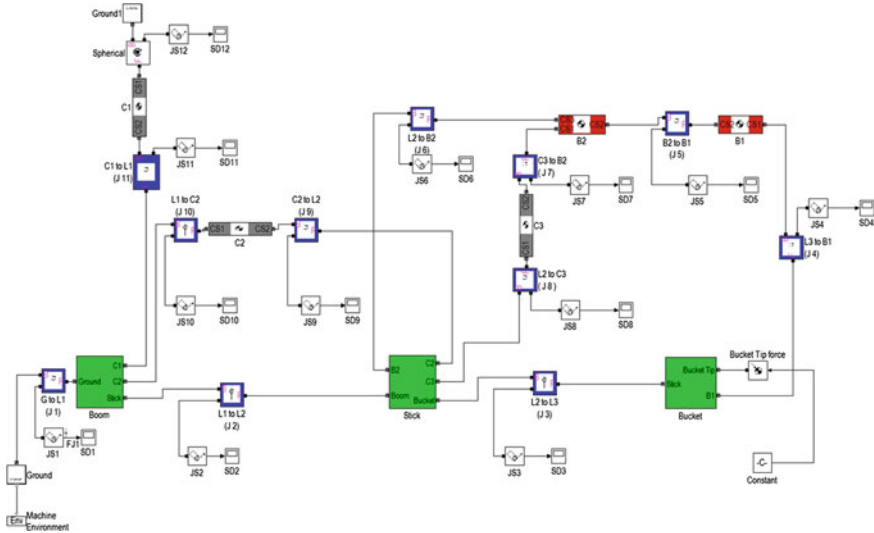 Ground1
Spherical
JS12
SD12
CS1
C1
CS2
C1 to L1
(J 11)
JS11
SD11
L1 to C2
(J 10)
CS1
CS2
C2
C2 to L2
(J 9)
JS10
SD10
JS9
SD9
L2 to B2
(J 6)
JS6
SD6
CS3
CS1
CS2
B2
B2 to B1
(J 5)
CS2
CS1
B1
C3 to B2
(J 7)
JS7
SD7
JS5
SD5
CS2
C3
CS1
JS4
SD4
L3 to B1
(J 4)
L2 to C3
(J 8)
JS8
SD8
G to L1
(J 1)
Ground
C1
C2
Stick
Boom
JS1
FJ1
SD1
L1 to L2
(J 2)
JS2
SD2
B2
Boom
C2
C3
Bucket
Stick
L2 to L3
(J 3)
JS3
SD3
Stick
Bucket Tip
B1
Bucket
Bucket Tip force
-C-
Constant
Ground
Env
Machine
Environment